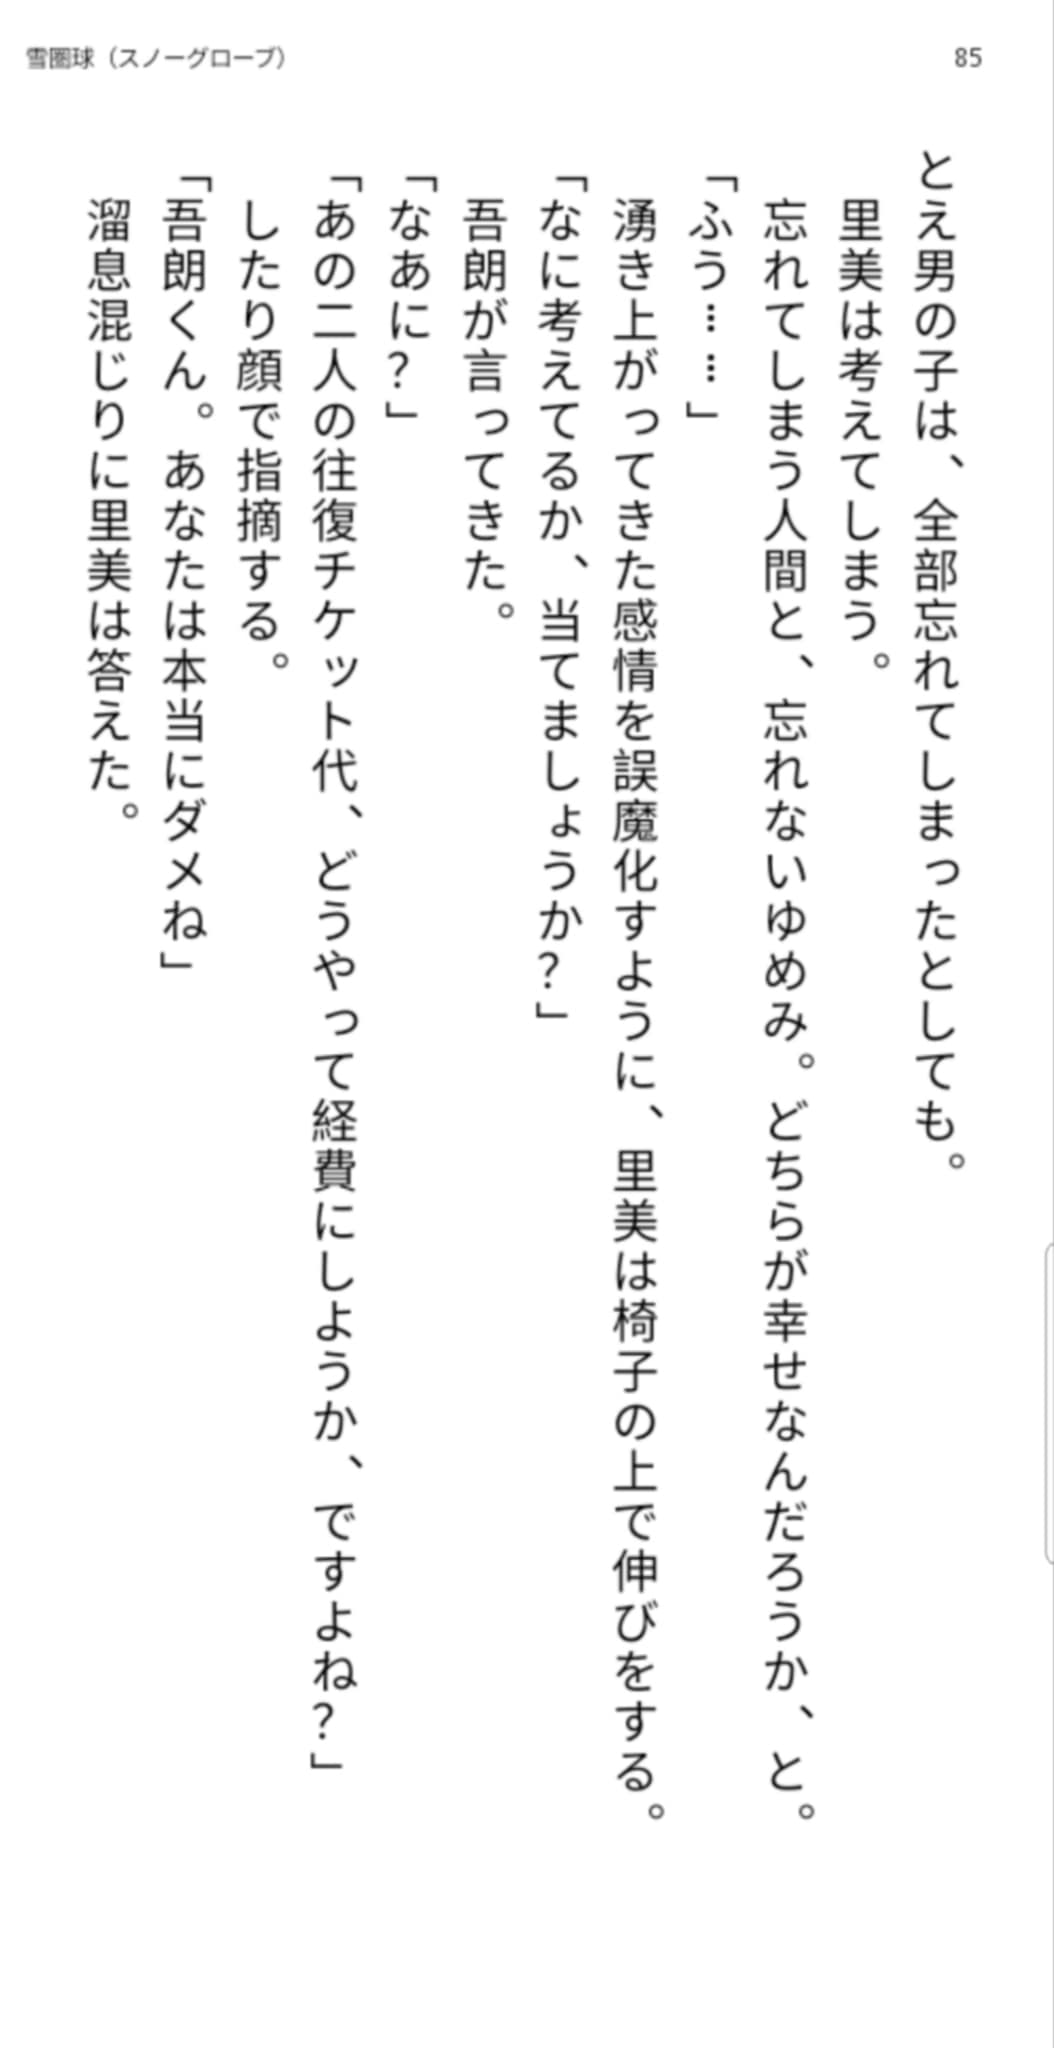 雪圏球（スノーグローブ）
85
とえ男の子は、全部忘れてしまったとしても。
里美は考えてしまう。
忘れてしまう人間と、忘れないゆめみ。どちらが幸せなんだろうか、と。
「ふう……」
湧き上がってきた感情を誤魔化すように、里美は椅子の上で伸びをする。
「なに考えてるか、当てましょうか？」
吾朗が言ってきた。
「なあに？」
「あの二人の往復チケット代、どうやって経費にしようか、ですよね？」
したり顔で指摘する。
「吾朗くん。あなたは本当にダメね」
溜息混じりに里美は答えた。